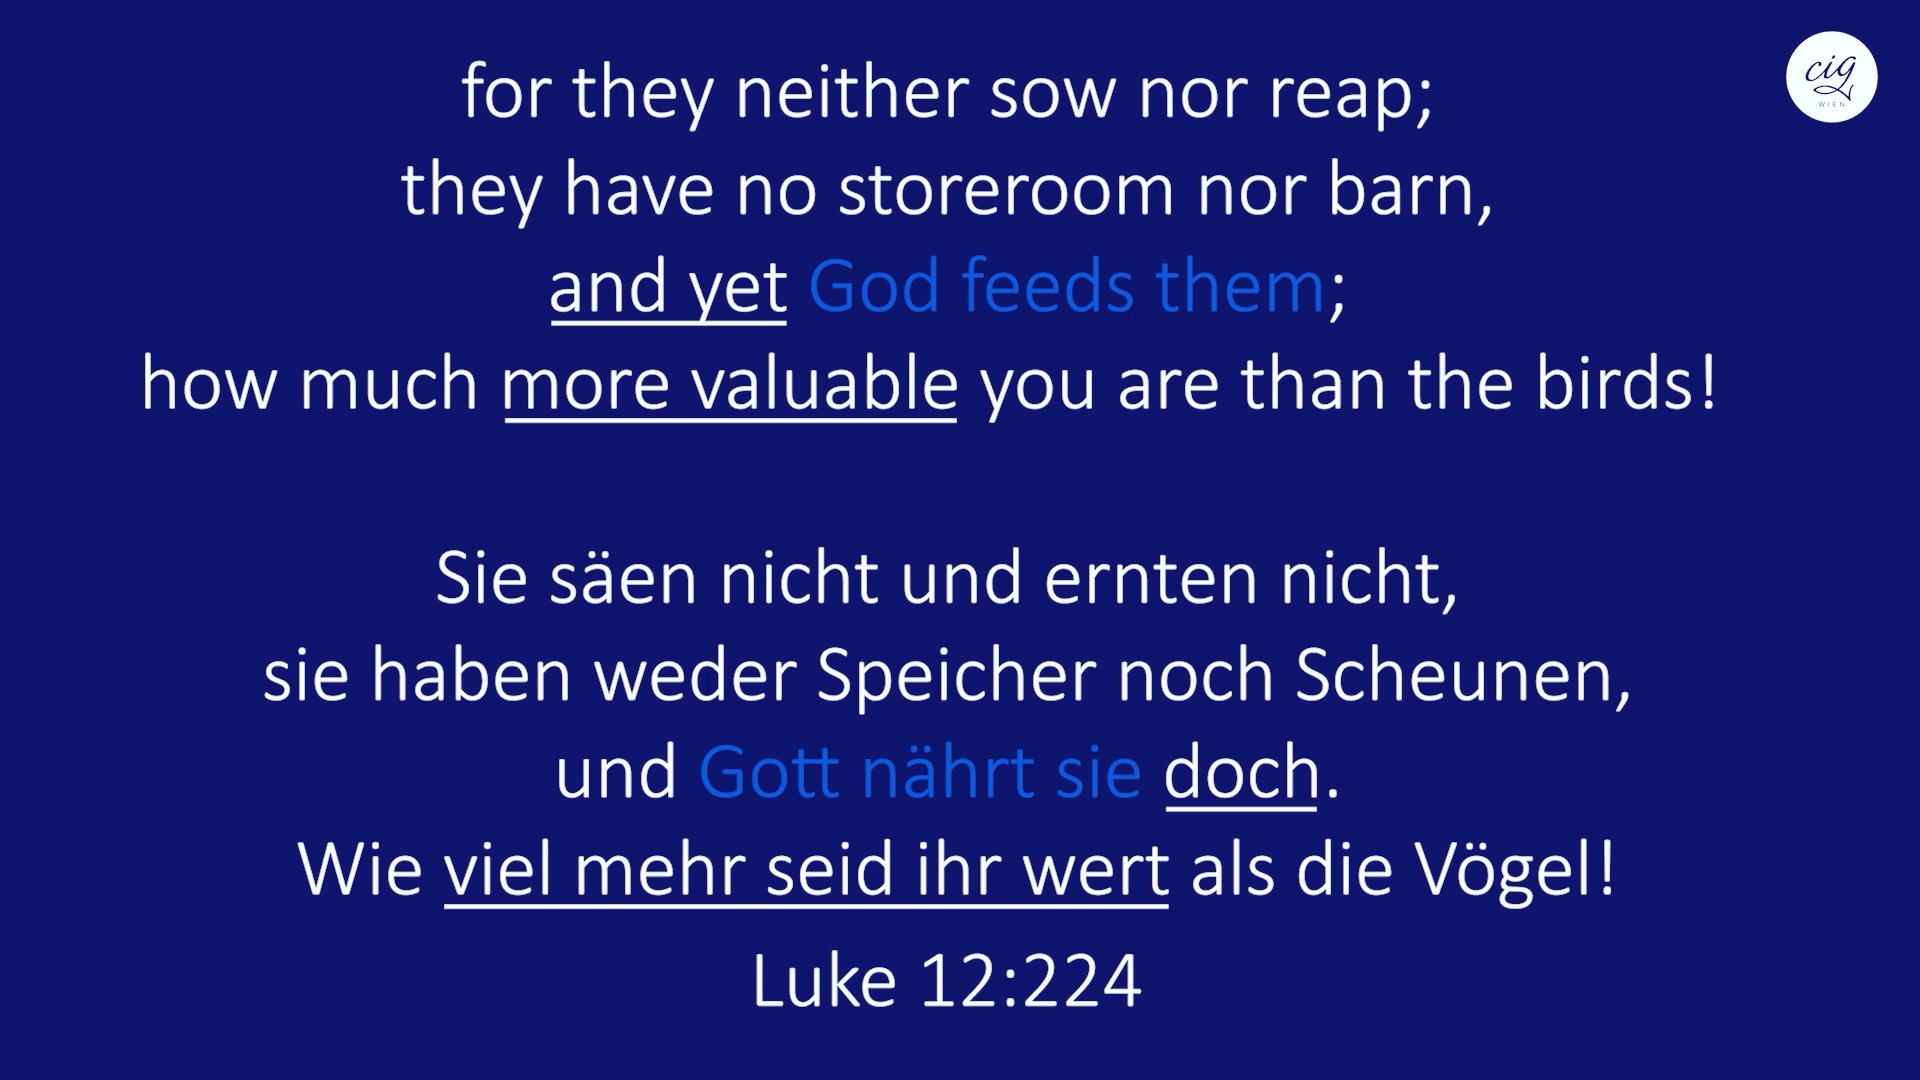 for they neither sow nor reap;
they have no storeroom nor barn,
and yet God feeds them;
how much more valuable you are than the birds!
Sie säen nicht und ernten nicht,
sie haben weder Speicher noch Scheunen,
und Gott nährt sie doch.
Wie viel mehr seid ihr wert als die Vögel!
Luke 12:224
cig
WIEN